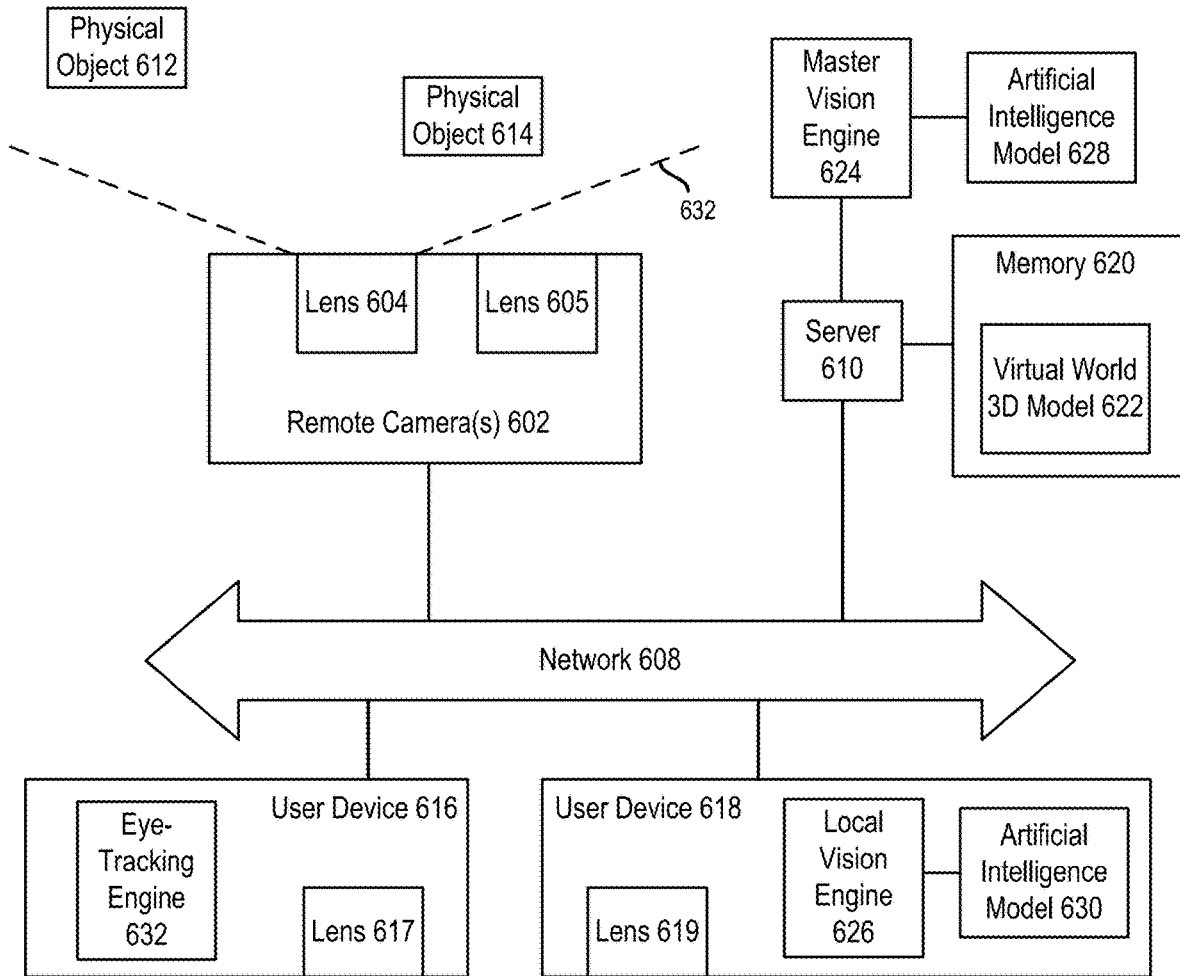 Physical
Object 612
Physical
Object 614
632
Master
Vision
Engine
624
Artificial
Intelligence
Model 628
Lens 604
Lens 605
Remote Camera(s) 602
Server
610
Memory 620
Virtual World
3D Model 622
Network 608
User Device 616
Eye-
Tracking
Engine
632
Lens 617
User Device 618
Lens 619
Local
Vision
Engine
626
Artificial
Intelligence
Model 630